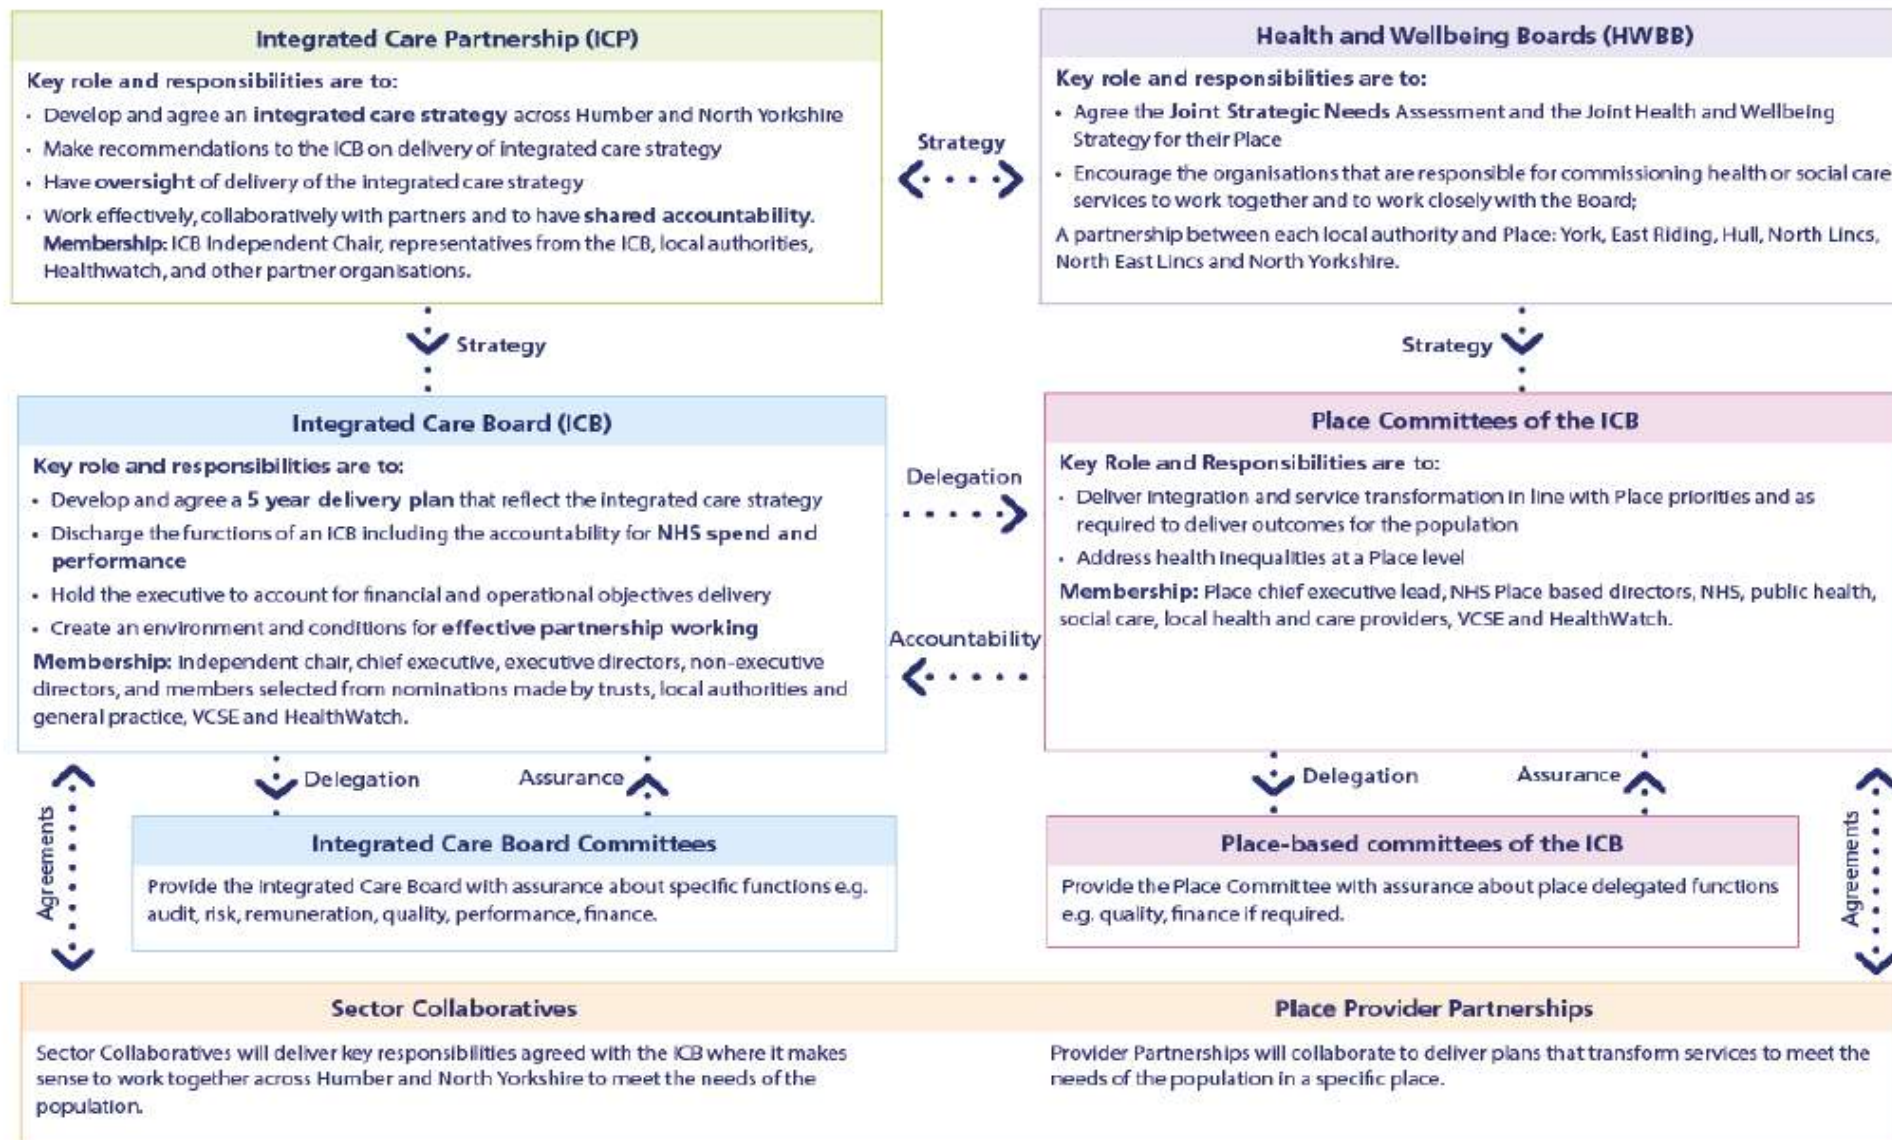 Integrated Care Partnership (ICP)
Key role and responsibilities are to:
• Develop and agree an integrated care strategy across Humber and North Yorkshire
• Make recommendations to the ICB on delivery of integrated care strategy
• Have oversight of delivery of the integrated care strategy
• Work effectively, collaboratively with partners and to have shared accountability.
Membership: ICB Independent Chair, representatives from the ICB, local authorities,
Healthwatch, and other partner organisations.
Strategy
Health and Wellbeing Boards (HWBB)
Key role and responsibilities are to:
• Agree the Joint Strategic Needs Assessment and the Joint Health and Wellbeing
Strategy for their Place
• Encourage the organisations that are responsible for commissioning health or social care
services to work together and to work closely with the Board;
A partnership between each local authority and Place: York, East Riding, Hull, North Lincs,
North East Lincs and North Yorkshire.
Strategy
Strategy
Integrated Care Board (ICB)
Key role and responsibilities are to:
• Develop and agree a 5 year delivery plan that reflect the integrated care strategy
• Discharge the functions of an ICB including the accountability for NHS spend and
performance
• Hold the executive to account for financial and operational objectives delivery
• Create an environment and conditions for effective partnership working
Membership: Independent chair, chief executive, executive directors, non-executive
directors, and members selected from nominations made by trusts, local authorities and
general practice, VCSE and HealthWatch.
Delegation
Accountability
Place Committees of the ICB
Key Role and Responsibilities are to:
• Deliver integration and service transformation in line with Place priorities and as
required to deliver outcomes for the population
• Address health inequalities at a Place level
Membership: Place chief executive lead, NHS Place based directors, NHS, public health,
social care, local health and care providers, VCSE and HealthWatch.
Agreements
Delegation
Assurance
Delegation
Assurance
Agreements
Integrated Care Board Committees
Provide the Integrated Care Board with assurance about specific functions e.g.
audit, risk, remuneration, quality, performance, finance.
Place-based committees of the ICB
Provide the Place Committee with assurance about place delegated functions
e.g. quality, finance if required.
Sector Collaboratives
Sector Collaboratives will deliver key responsibilities agreed with the ICB where it makes
sense to work together across Humber and North Yorkshire to meet the needs of the
population.
Place Provider Partnerships
Provider Partnerships will collaborate to deliver plans that transform services to meet the
needs of the population in a specific place.